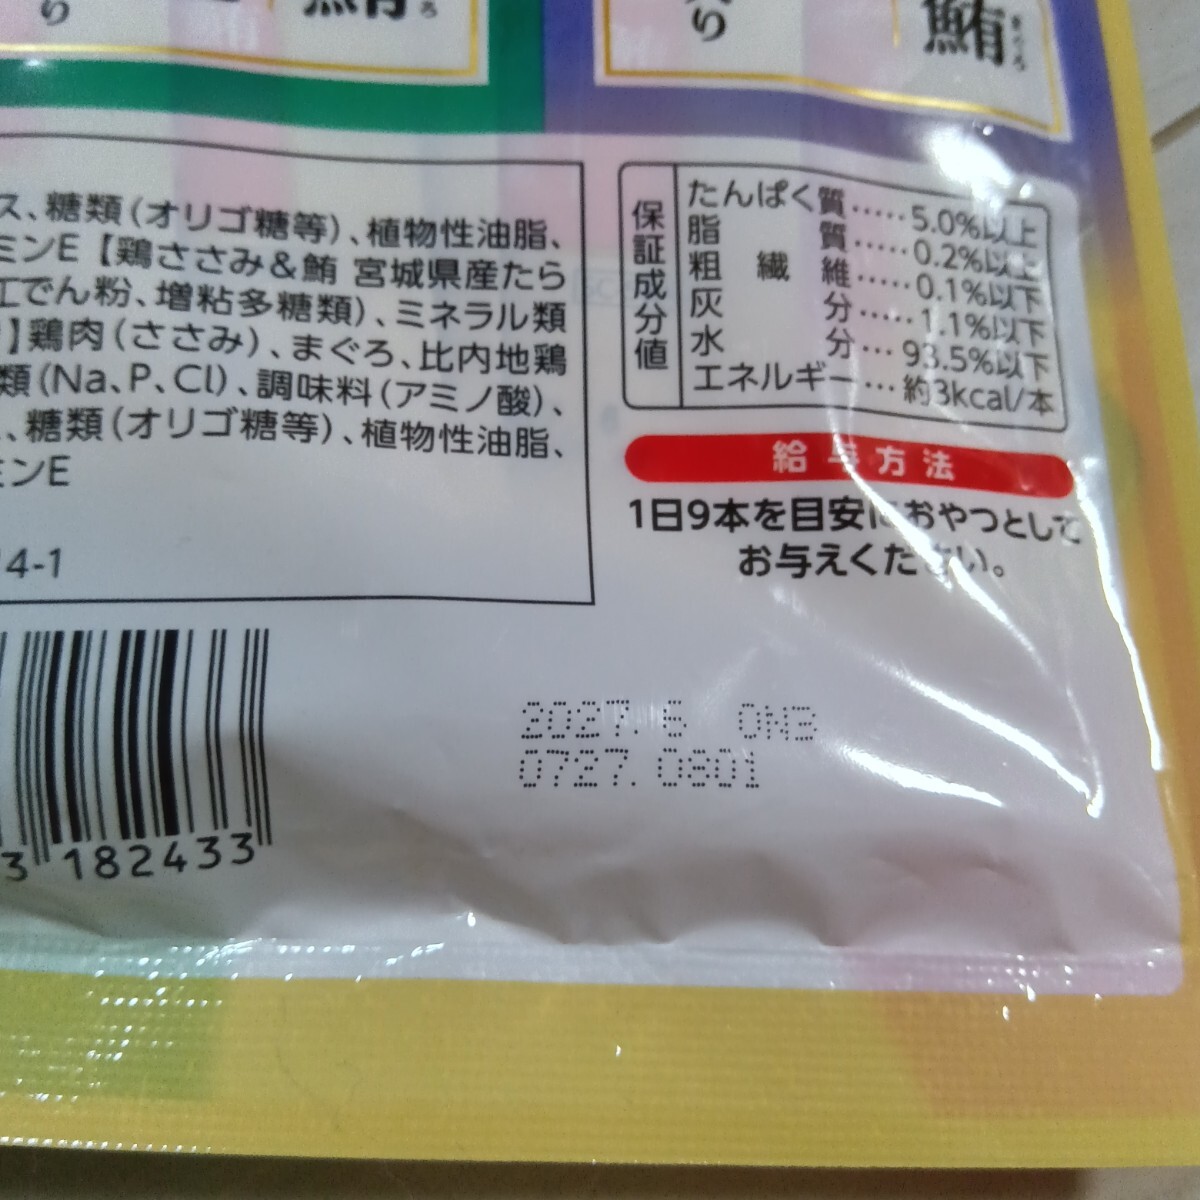 り
鮪
ろ
り
鮪
まぐろ
ス、糖類(オリゴ糖等)、植物性油脂、
ミンE【鶏ささみ&鮪 宮城県産たら
工でん粉、増粘多糖類)、ミネラル類
】鶏肉(ささみ)、まぐろ、比内地鶏
類(Na、P、Cl)、調味料(アミノ酸)、
、糖類(オリゴ糖等)、植物性油脂、
ミンE
4-1
保証成分値
たんぱく質‥‥‥5.0%以上
脂質‥‥‥0.2%以上
粗繊維‥‥‥0.1%以下
灰分‥‥‥1.1%以下
水分…93.5%以下
エネルギー…約3kcal/本
給与方法
1日9本を目安におやつとして
お与えください。
2027.6 ON3
0727.0801
3 182433